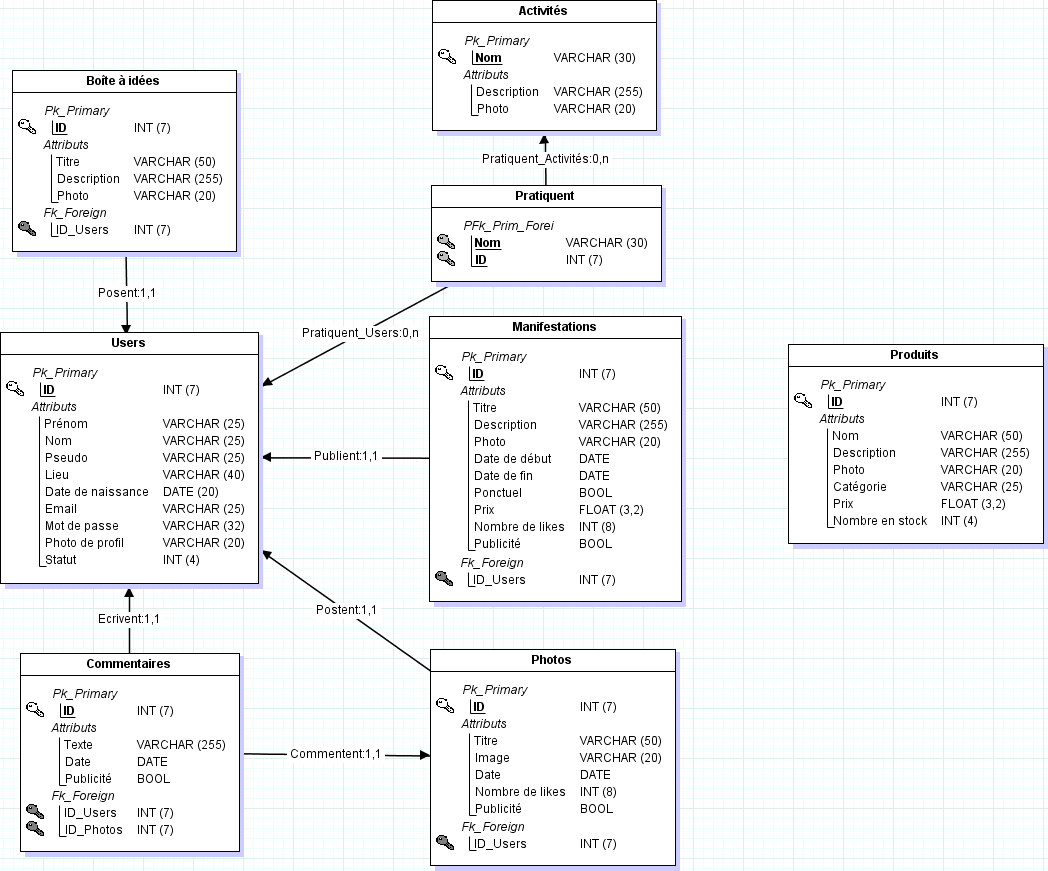 Activités
Pk_Primary
Nom VARCHAR (30)
Attributs
Description VARCHAR (255)
Photo VARCHAR (20)
Boîte à idées
Pk_Primary
ID INT (7)
Attributs
Titre VARCHAR (50)
Description VARCHAR (255)
Photo VARCHAR (20)
Fk_Foreign
ID_Users INT (7)
Pratiquent_Activités:0,n
Pratiquent
PFk_Prim_Forei
Nom VARCHAR (30)
ID INT (7)
Posent:1,1
Pratiquent_Users:0,n
Users
Pk_Primary
ID INT (7)
Attributs
Prénom VARCHAR (25)
Nom VARCHAR (25)
Pseudo VARCHAR (25)
Lieu VARCHAR (40)
Date de naissance DATE (20)
Email VARCHAR (25)
Mot de passe VARCHAR (32)
Photo de profil VARCHAR (20)
Statut INT (4)
Publient:1,1
Manifestations
Pk_Primary
ID INT (7)
Attributs
Titre VARCHAR (50)
Description VARCHAR (255)
Photo VARCHAR (20)
Date de début DATE
Date de fin DATE
Ponctuel BOOL
Prix FLOAT (3,2)
Nombre de likes INT (8)
Publicité BOOL
Fk_Foreign
ID_Users INT (7)
Produits
Pk_Primary
ID INT (7)
Attributs
Nom VARCHAR (50)
Description VARCHAR (255)
Photo VARCHAR (20)
Catégorie VARCHAR (25)
Prix FLOAT (3,2)
Nombre en stock INT (4)
Ecrivent:1,1
Postent:1,1
Commentaires
Pk_Primary
ID INT (7)
Attributs
Texte VARCHAR (255)
Date DATE
Publicité BOOL
Fk_Foreign
ID_Users INT (7)
ID_Photos INT (7)
Commentent:1,1
Photos
Pk_Primary
ID INT (7)
Attributs
Titre VARCHAR (50)
Image VARCHAR (20)
Date DATE
Nombre de likes INT (8)
Publicité BOOL
Fk_Foreign
ID_Users INT (7)